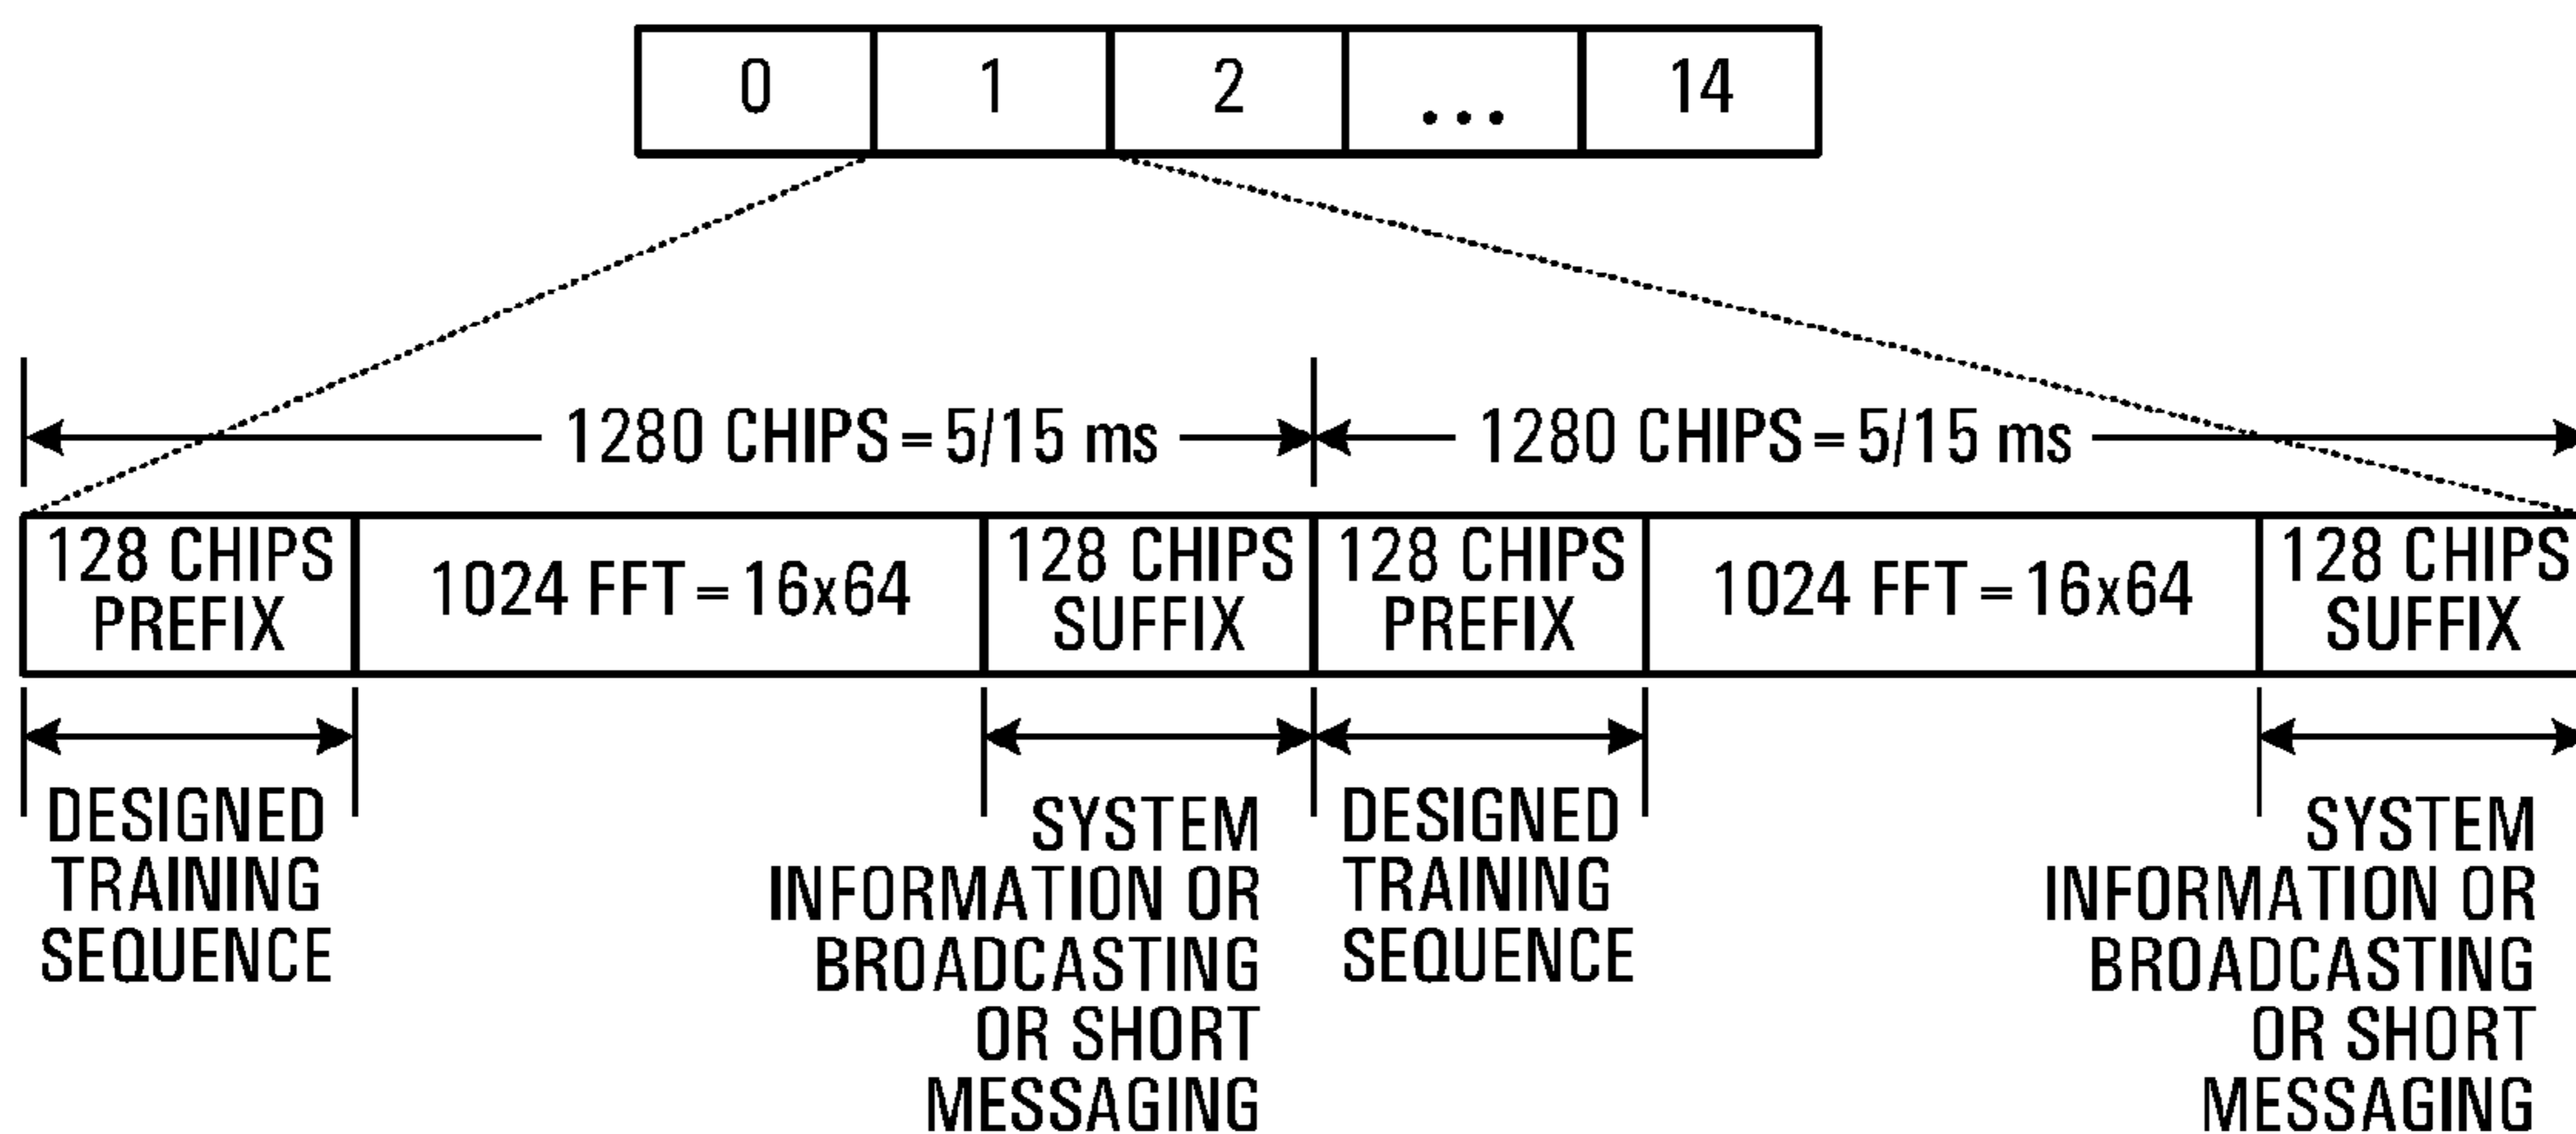 0 1 2 ... 14
1280 CHIPS = 5/15 ms 1280 CHIPS = 5/15 ms
128 CHIPS
PREFIX
1024 FFT = 16x64
128 CHIPS
SUFFIX
128 CHIPS
PREFIX
1024 FFT = 16x64
128 CHIPS
SUFFIX
DESIGNED
TRAINING
SEQUENCE
SYSTEM
INFORMATION OR
BROADCASTING
OR SHORT
MESSAGING
DESIGNED
TRAINING
SEQUENCE
SYSTEM
INFORMATION OR
BROADCASTING
OR SHORT
MESSAGING